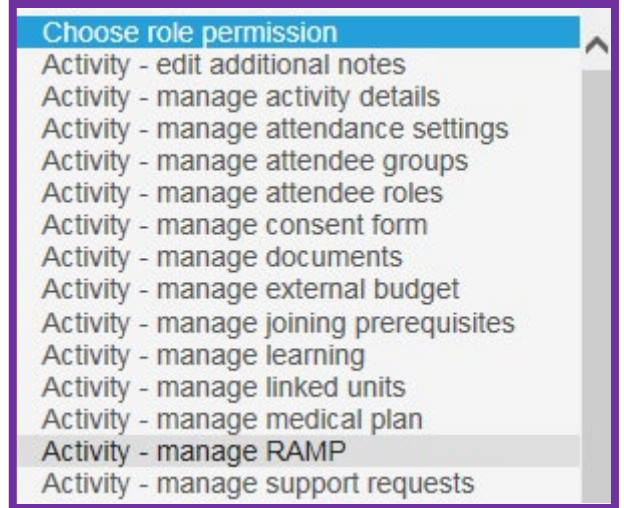 Choose role permission
Activity - edit additional notes
Activity - manage activity details
Activity - manage attendance settings
Activity - manage attendee groups
Activity - manage attendee roles
Activity - manage consent form
Activity - manage documents
Activity - manage external budget
Activity - manage joining prerequisites
Activity - manage learning
Activity - manage linked units
Activity - manage medical plan
Activity - manage RAMP
Activity - manage support requests